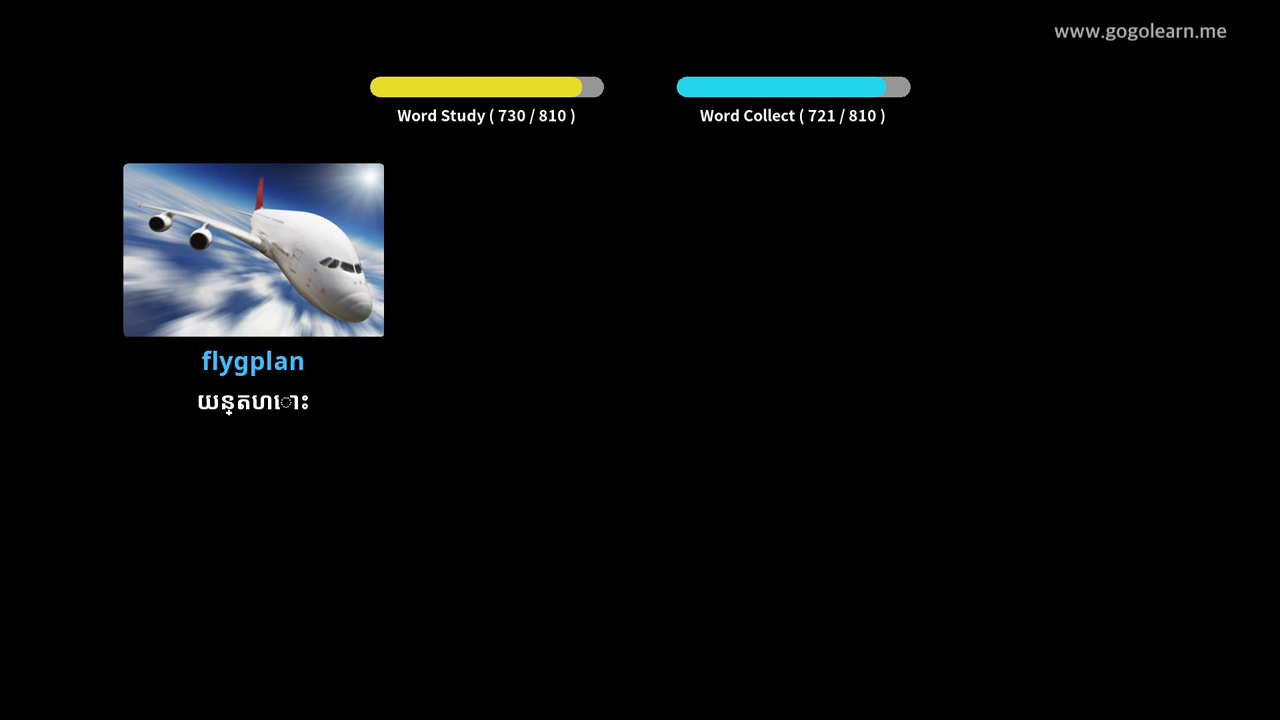 www.gogolearn.me
Word Study ( 730 / 810 )
Word Collect ( 721 / 810 )
flygplan
យន្តហោះ